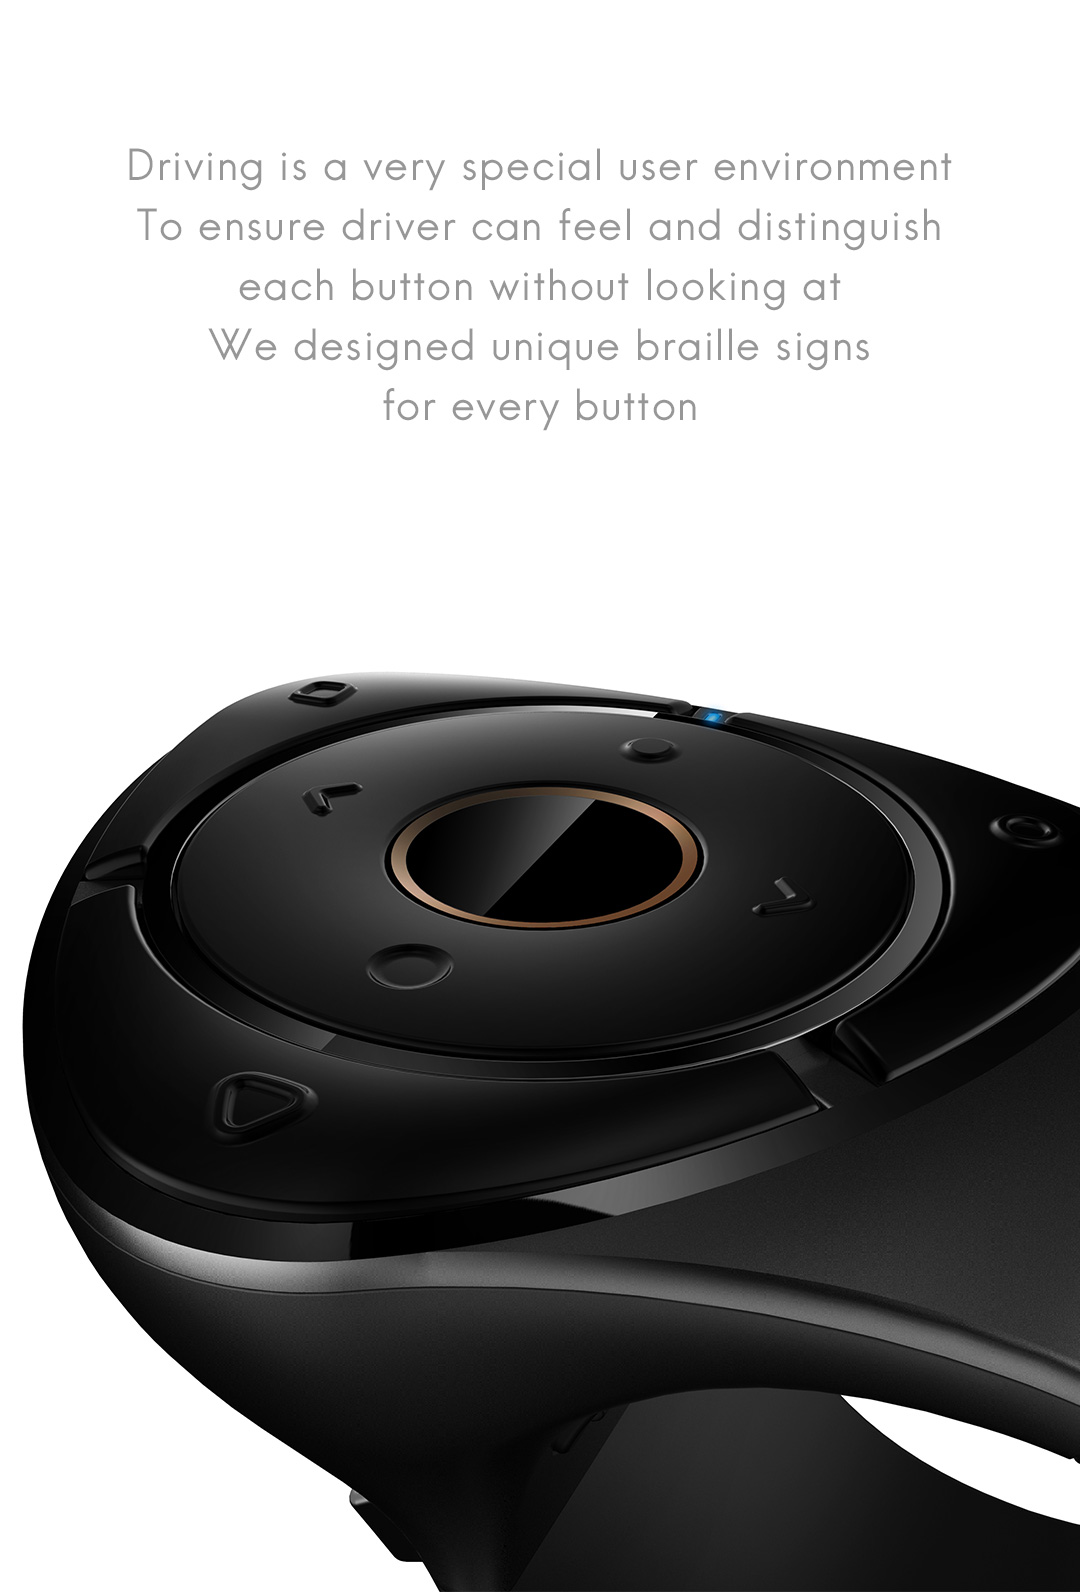 Driving is a very special user environment
To ensure driver can feel and distinguish
each button without looking at
We designed unique braille signs
for every button